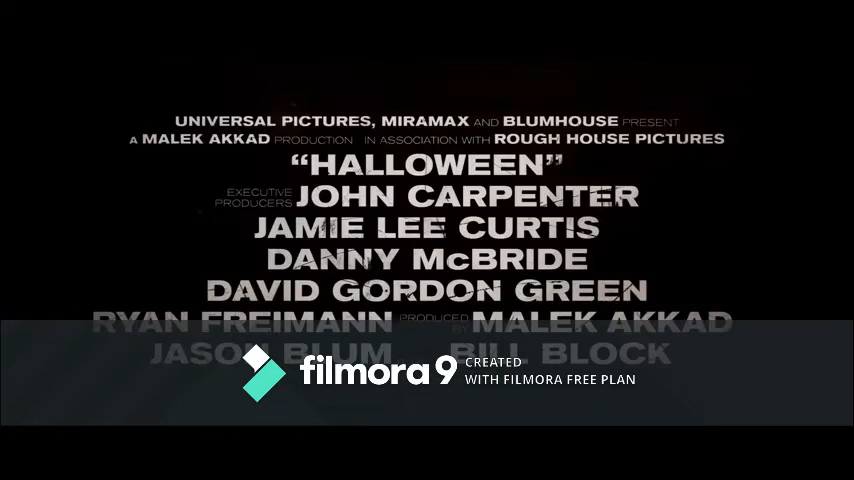 UNIVERSAL PICTURES, MIRAMAX AND BLUMHOUSE PRESENT
A MALEK AKKAD PRODUCTION IN ASSOCIATION WITH ROUGH HOUSE PICTURES
“HALLOWEEN”
EXECUTIVE PRODUCERS JOHN CARPENTER
JAMIE LEE CURTIS
DANNY McBRIDE
DAVID GORDON GREEN
RYAN FREIMANN PRODUCED BY MALEK AKKAD
JASON BLUM BILL BLOCK
filmora 9 CREATED
WITH FILMORA FREE PLAN